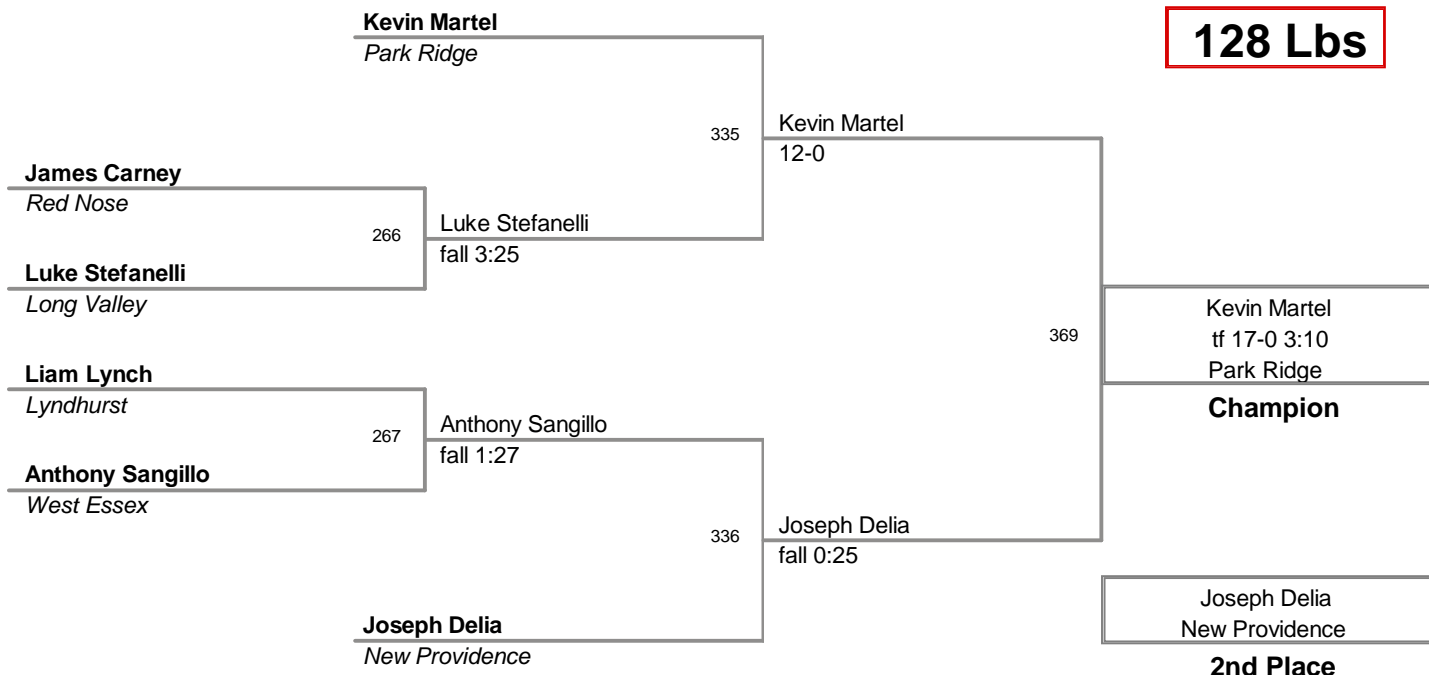 Kevin Martel
Park Ridge
128 Lbs
335
Kevin Martel
12-0
James Carney
Red Nose
266
Luke Stefanelli
fall 3:25
Luke Stefanelli
Long Valley
369
Kevin Martel
tf 17-0 3:10
Park Ridge
Champion
Liam Lynch
Lyndhurst
267
Anthony Sangillo
fall 1:27
Anthony Sangillo
West Essex
336
Joseph Delia
fall 0:25
Joseph Delia
New Providence
Joseph Delia
New Providence
2nd Place